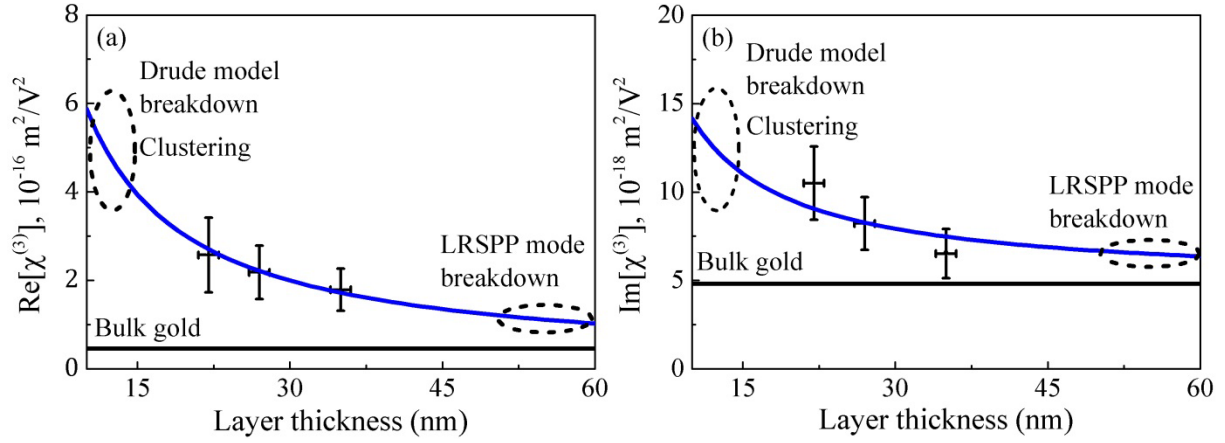 (a)
Drude model
breakdown
Clustering
LRSPP mode
breakdown
Bulk gold
Re[χ(3)], 10-16 m2/V2
8
6
4
2
0
15
30
45
60
Layer thickness (nm)
(b)
Drude model
breakdown
Clustering
LRSPP mode
breakdown
Bulk gold
Im[χ(3)], 10-18 m2/V2
20
15
10
5
0
15
30
45
60
Layer thickness (nm)